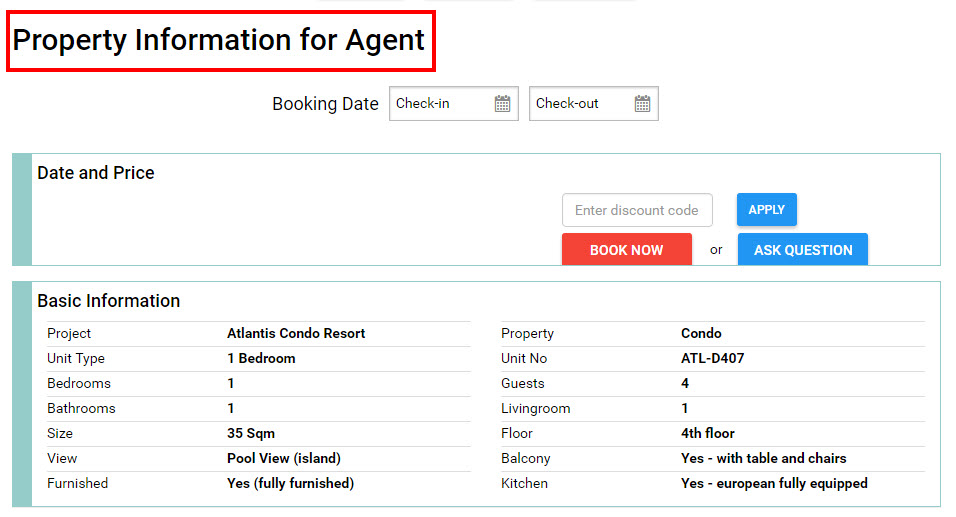 Property Information for Agent
Booking Date Check-in Check-out
Date and Price
Enter discount code APPLY
BOOK NOW or ASK QUESTION
Basic Information
Project Atlantis Condo Resort Property Condo
Unit Type 1 Bedroom Unit No ATL-D407
Bedrooms 1 Guests 4
Bathrooms 1 Livingroom 1
Size 35 Sqm Floor 4th floor
View Pool View (island) Balcony Yes - with table and chairs
Furnished Yes (fully furnished) Kitchen Yes - european fully equipped